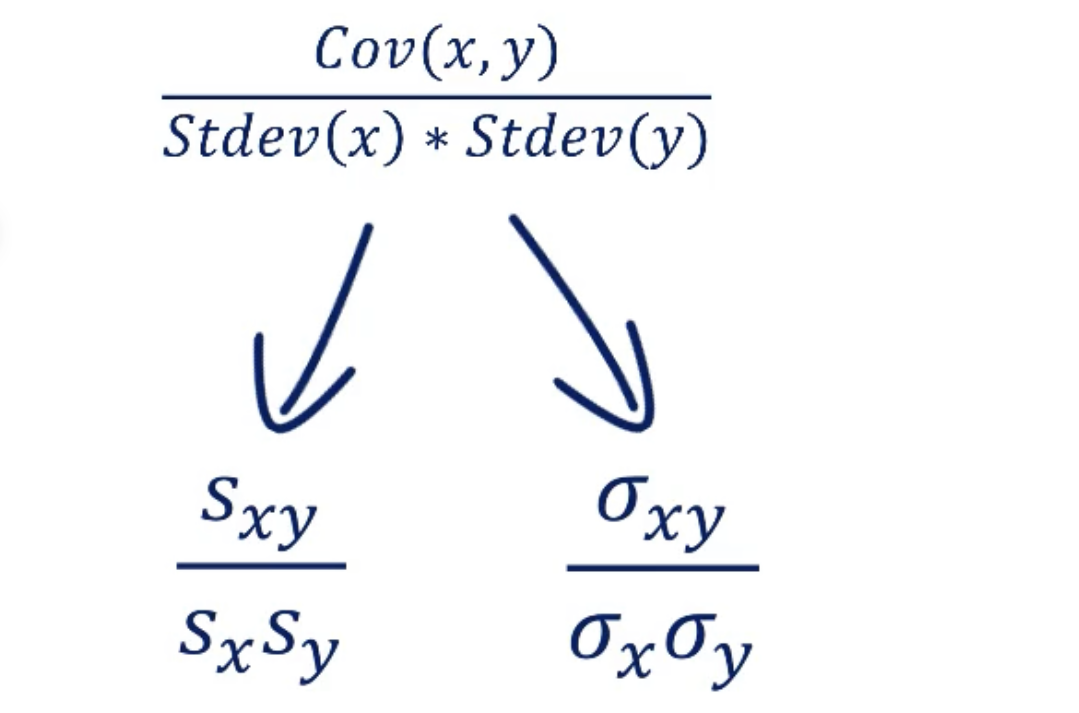 Cov(x, y)
Stdev(x) * Stdev(y)
s_xy
σ_xy
s_x s_y
σ_x σ_y